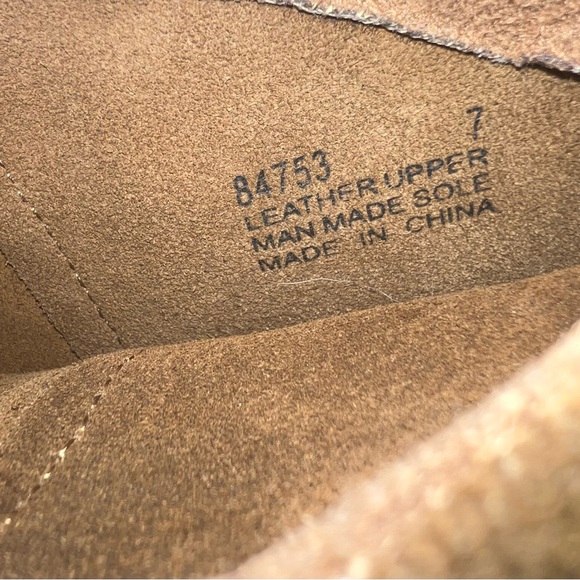 84753 7
LEATHER UPPER
MAN MADE SOLE
MADE IN CHINA